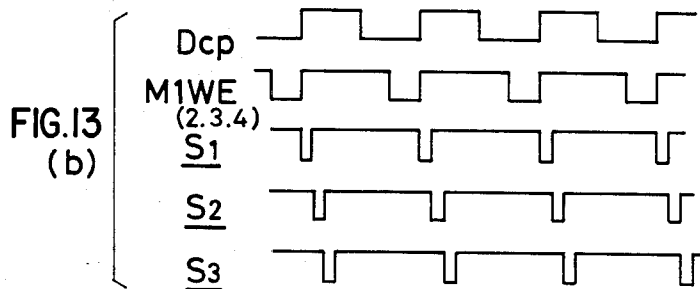 FIG.13
(b)
Dcp
M1WE
(2.3.4)
S1
S2
S3